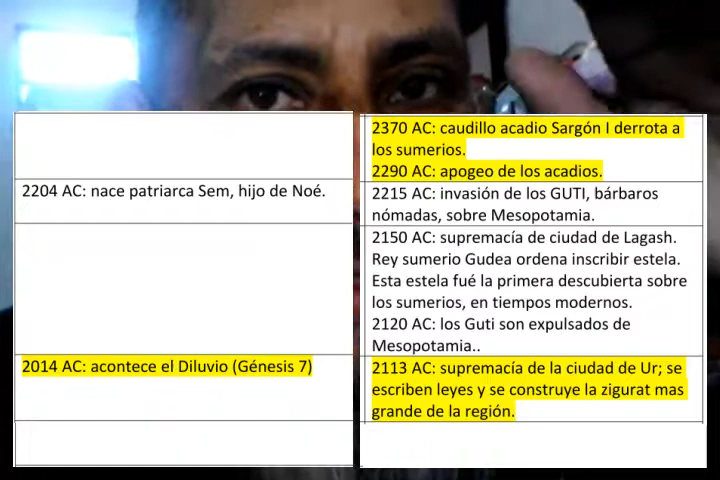 2370 AC: caudillo acadio Sargón I derrota a
los sumerios.
2290 AC: apogeo de los acadios.
2204 AC: nace patriarca Sem, hijo de Noé.
2215 AC: invasión de los GUTI, bárbaros
nómadas, sobre Mesopotamia.
2150 AC: supremacía de ciudad de Lagash.
Rey sumerio Gudea ordena inscribir estela.
Esta estela fué la primera descubierta sobre
los sumerios, en tiempos modernos.
2120 AC: los Guti son expulsados de
Mesopotamia..
2014 AC: acontece el Diluvio (Génesis 7)
2113 AC: supremacía de la ciudad de Ur; se
escriben leyes y se construye la zigurat mas
grande de la región.